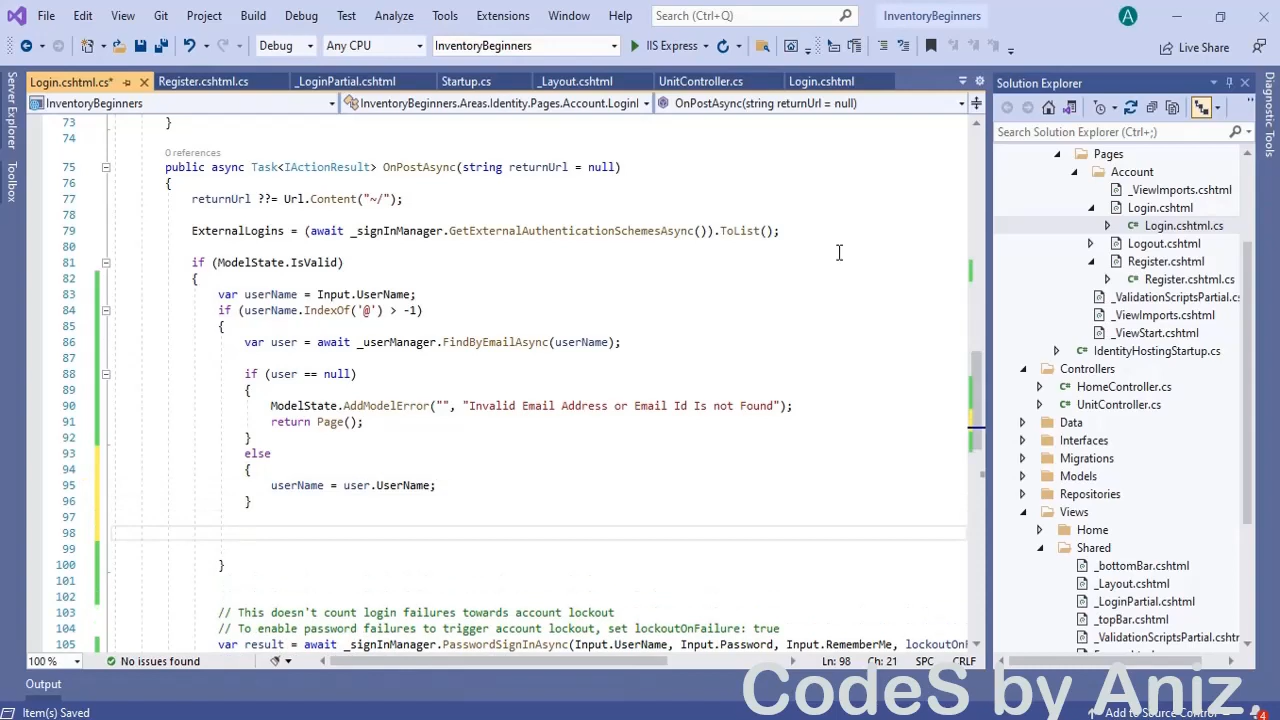 File Edit View Git Project Build Debug Test Analyze Tools Extensions Window Help Search (Ctrl+Q) InventoryBeginners A
Debug Any CPU InventoryBeginners IIS Express Live Share
Server Explorer
Toolbox
Login.cshtml.cs* Register.cshtml.cs _LoginPartial.cshtml Startup.cs _Layout.cshtml UnitController.cs Login.cshtml
InventoryBeginners InventoryBeginners.Areas.Identity.Pages.Account.LoginI OnPostAsync(string returnUrl = null)
73 }
74
0 references
75 public async Task<IActionResult> OnPostAsync(string returnUrl = null)
76 {
77 returnUrl ??= Url.Content("~/");
78
79 ExternalLogins = (await _signInManager.GetExternalAuthenticationSchemesAsync()).ToList();
80
81 if (ModelState.IsValid)
82 {
83 var userName = Input.UserName;
84 if (userName.IndexOf('@') > -1)
85 {
86 var user = await _userManager.FindByEmailAsync(userName);
87
88 if (user == null)
89 {
90 ModelState.AddModelError("", "Invalid Email Address or Email Id Is not Found");
91 return Page();
92 }
93 else
94 {
95 userName = user.UserName;
96 }
97
98
99
100 }
101
102
103 // This doesn't count login failures towards account lockout
104 // To enable password failures to trigger account lockout, set lockoutOnFailure: true
105 var result = await _signInManager.PasswordSignInAsync(Input.UserName, Input.Password, Input.RememberMe, lockoutOn
100 % No issues found Ln: 98 Ch: 21 SPC CRLF
Output
Item(s) Saved
Add to Source Control
4
Solution Explorer
Search Solution Explorer (Ctrl+;)
Pages
Account
_ViewImports.cshtml
Login.cshtml
Login.cshtml.cs
Logout.cshtml
Register.cshtml
Register.cshtml.cs
_ValidationScriptsPartial.cs
_ViewImports.cshtml
_ViewStart.cshtml
IdentityHostingStartup.cs
Controllers
HomeController.cs
UnitController.cs
Data
Interfaces
Migrations
Models
Repositories
Views
Home
Shared
_bottomBar.cshtml
_Layout.cshtml
_LoginPartial.cshtml
_topBar.cshtml
_ValidationScriptsPartial.cshtml
Diagnostic Tools
CodeS by Aniz